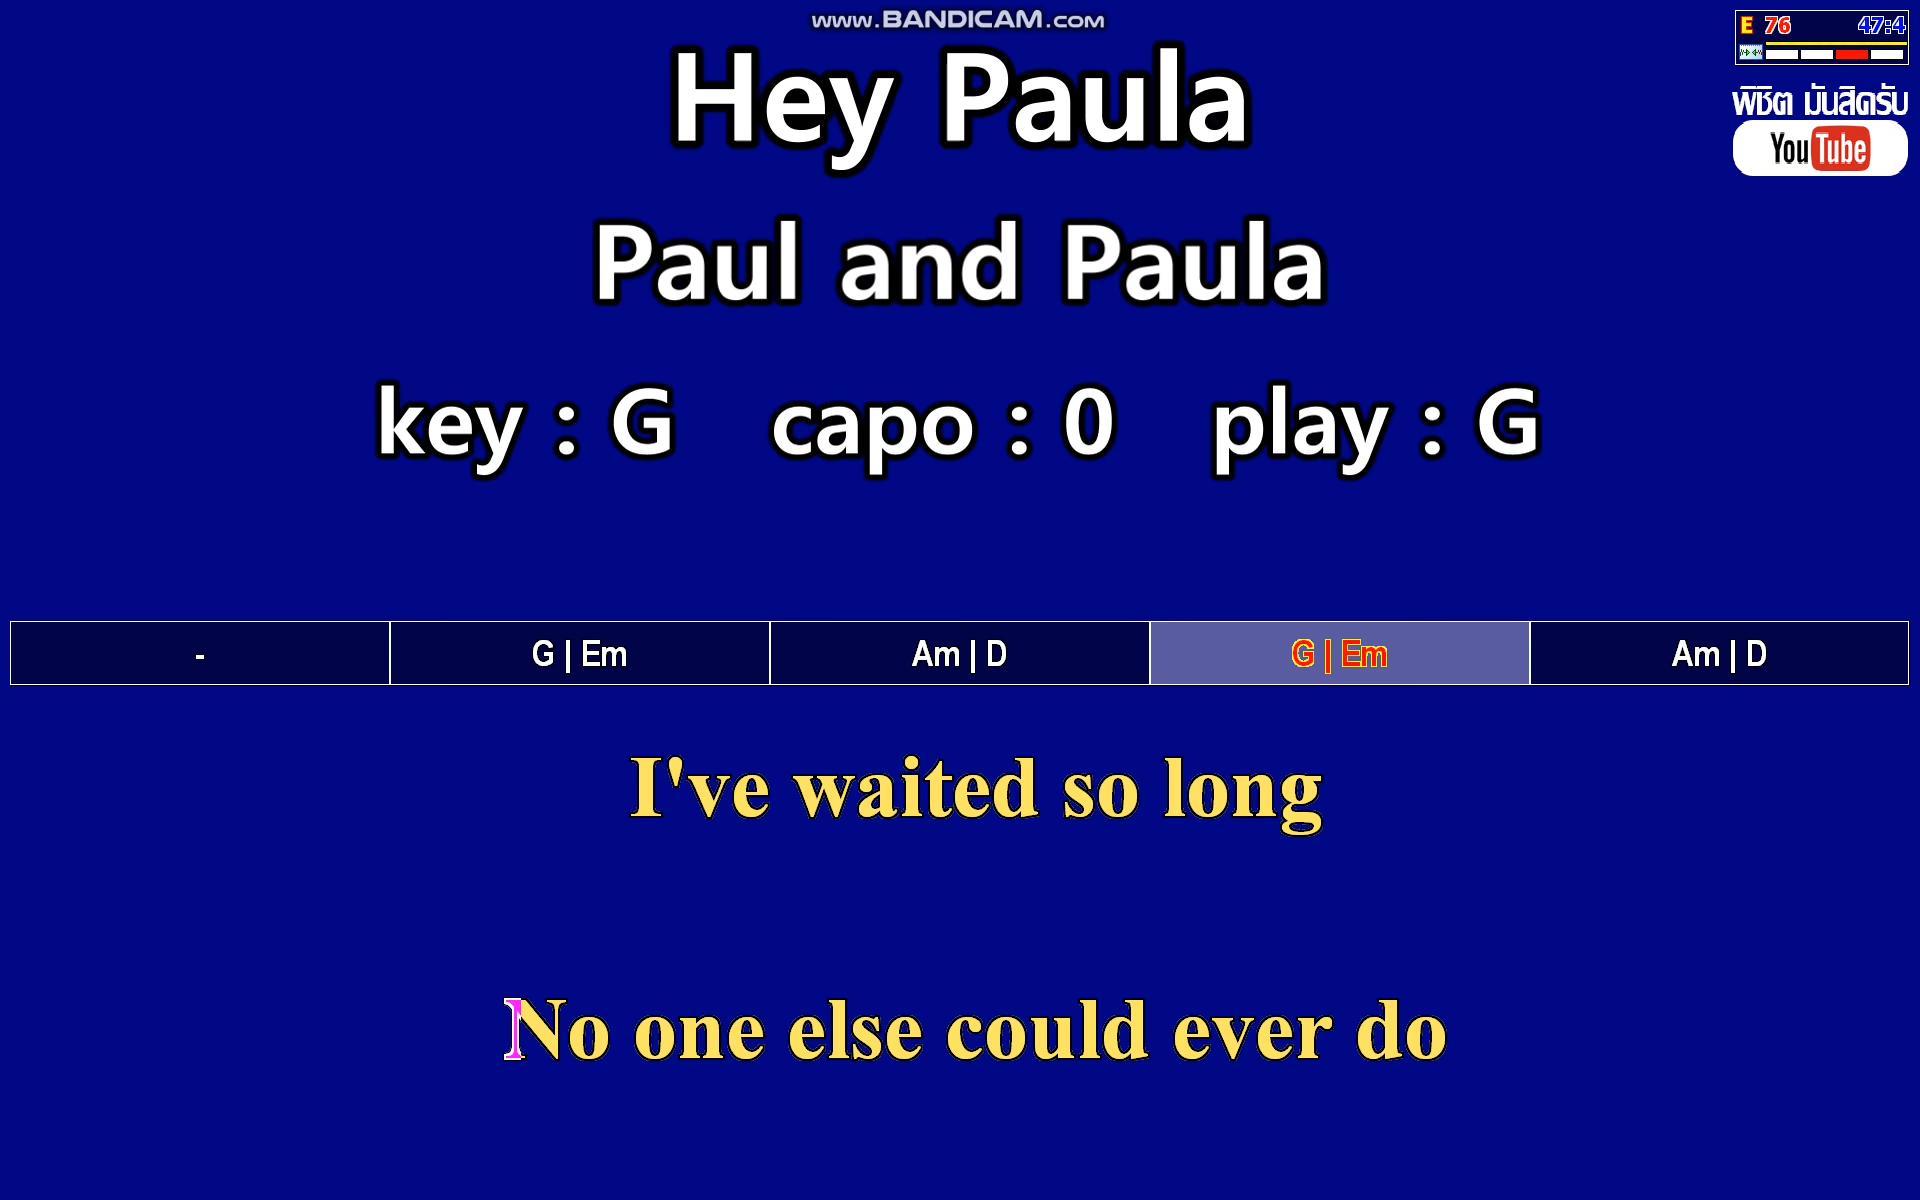 www.BANDICAM.com
E 76 47:4
Hey Paula
พิชิต มันสิครับ
YouTube
Paul and Paula
key : G capo : 0 play : G
- G | Em Am | D G | Em Am | D
I've waited so long
No one else could ever do